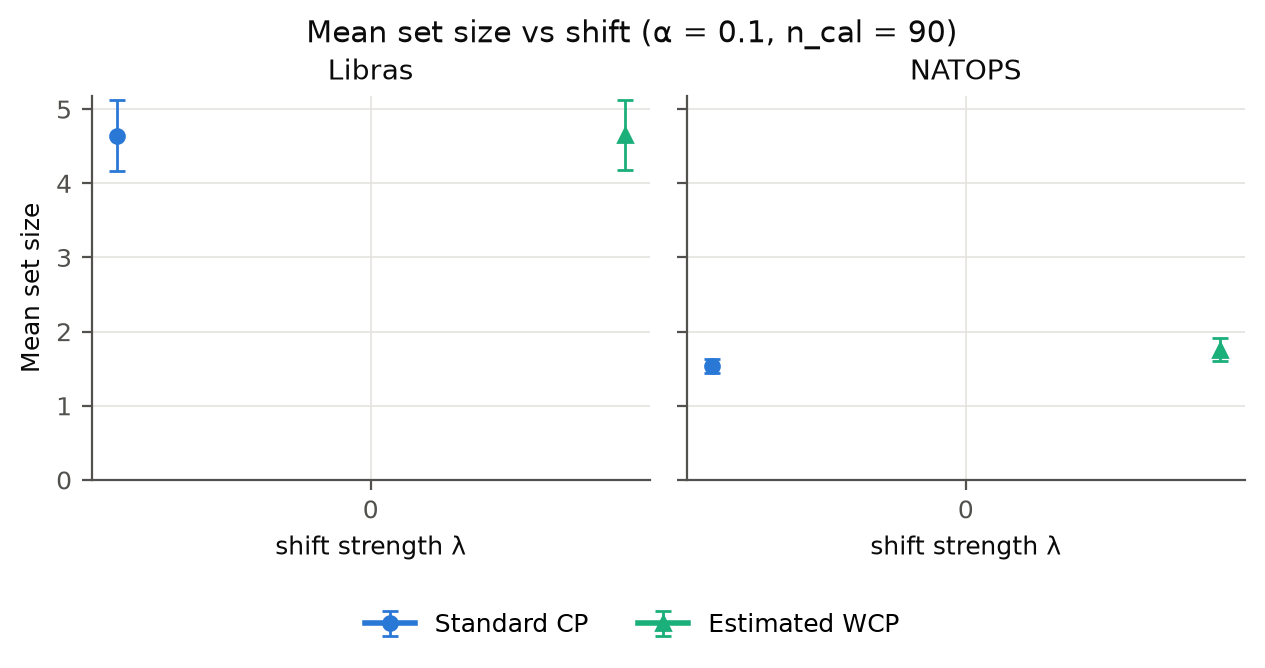 Mean set size vs shift (α = 0.1, n_cal = 90)
Libras
NATOPS
Mean set size
5
4
3
2
1
0
0
0
shift strength λ
shift strength λ
Standard CP
Estimated WCP